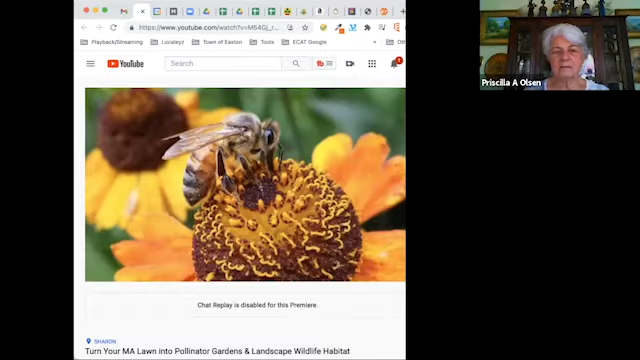 https://www.youtube.com/watch?v=M54Gj_r...
Playback/Streaming Localeyz Town of Easton Tools ECAT Google
YouTube
Search
Priscilla A Olsen
Chat Replay is disabled for this Premiere.
SHARON
Turn Your MA Lawn into Pollinator Gardens & Landscape Wildlife Habitat